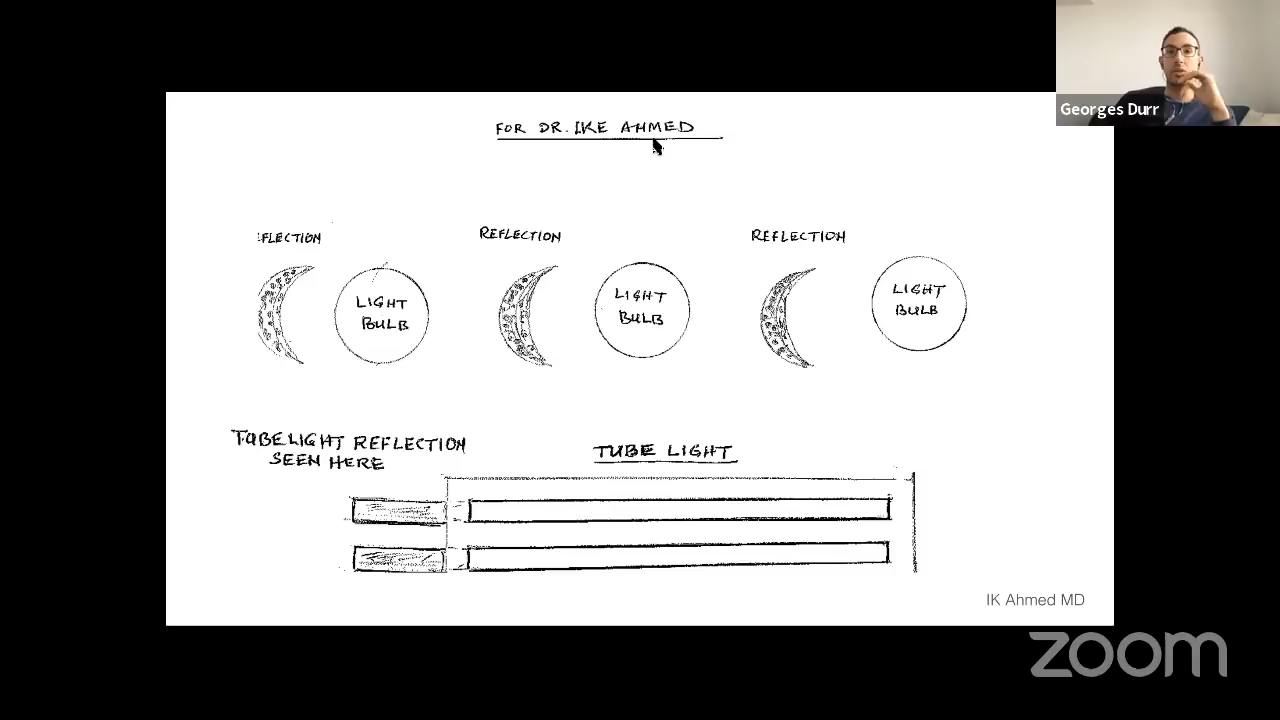 Georges Durr
FOR DR. IKE AHMED
FLECTION
REFLECTION
REFLECTION
LIGHT
BULB
LIGHT
BULB
LIGHT
BULB
TUBELIGHT REFLECTION
SEEN HERE
TUBE LIGHT
IK Ahmed MD
zoom